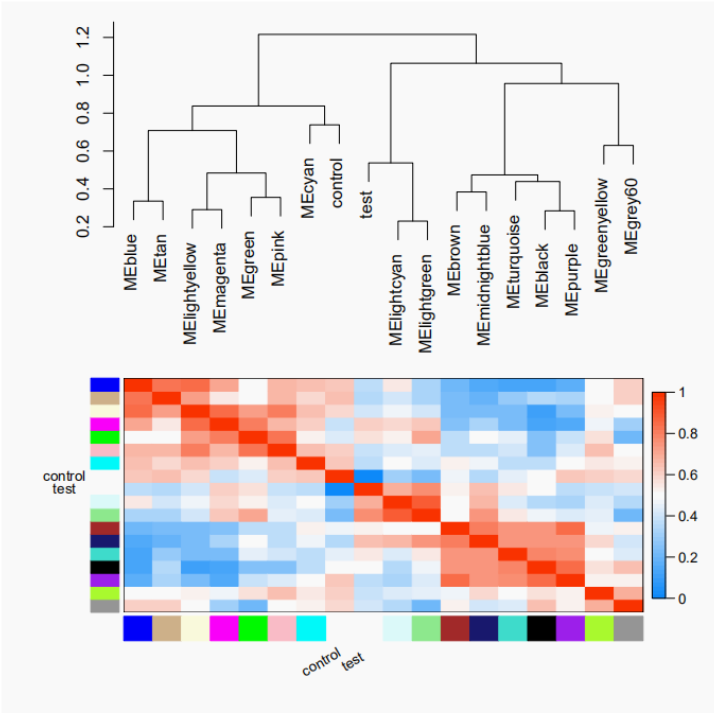 1.2
1.0
0.8
0.6
0.4
0.2
MEblue
MEtan
MElightyellow
MEmagenta
MEgreen
MEpink
MEcyan
control
test
MElightcyan
MElightgreen
MEbrown
MEmidnightblue
MEturquoise
MEblack
MEpurple
MEgreenyellow
MEgrey60
control
test
1
0.8
0.6
0.4
0.2
0
control
test